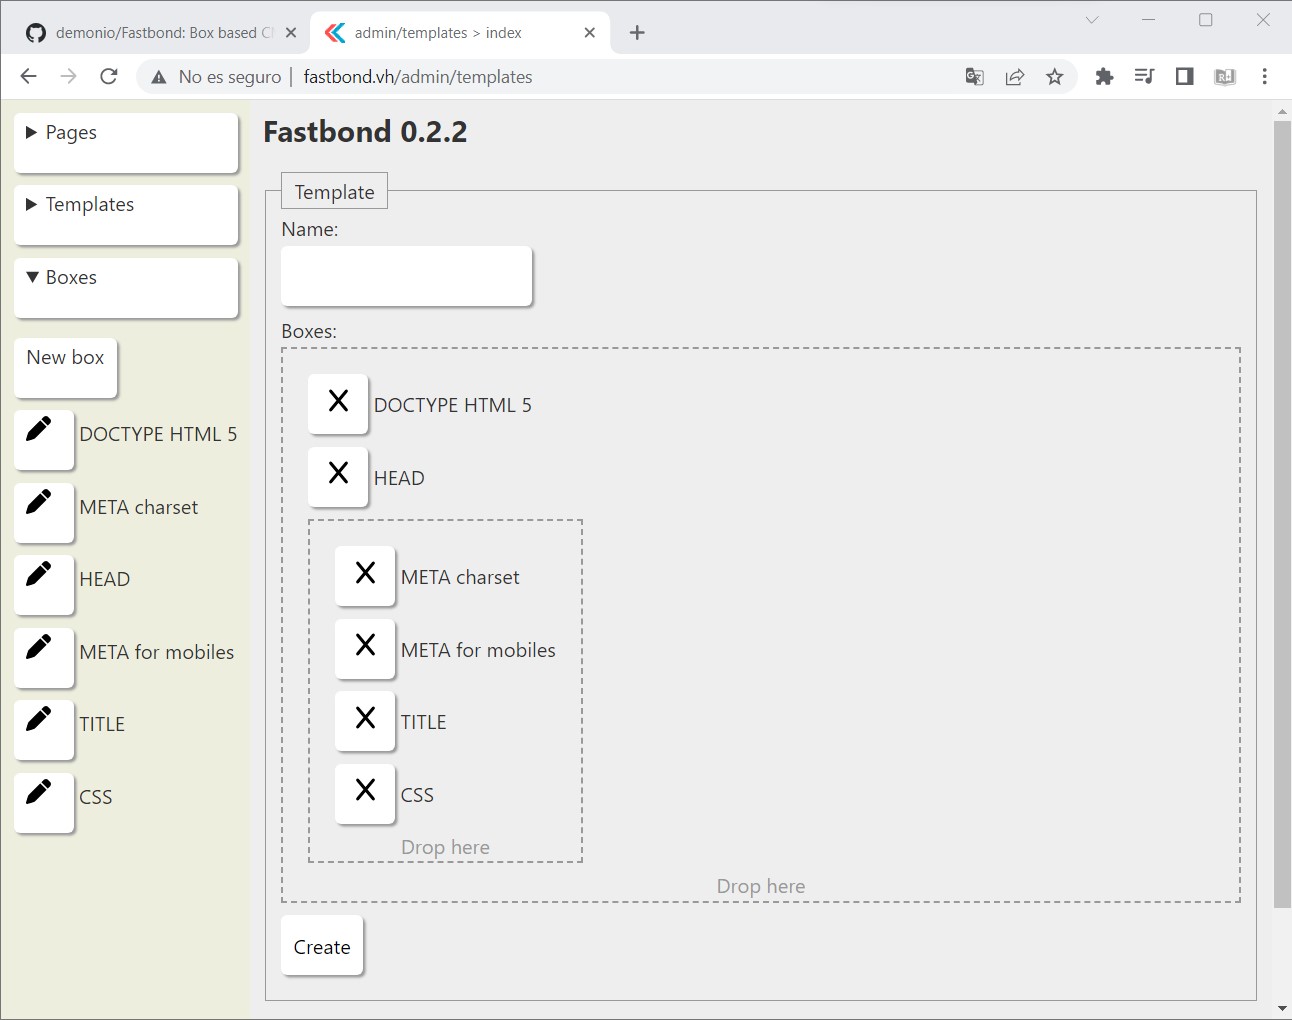 demonio/Fastbond: Box based C
admin/templates > index
No es seguro | fastbond.vh/admin/templates
Pages
Templates
Boxes
New box
DOCTYPE HTML 5
META charset
HEAD
META for mobiles
TITLE
CSS
Fastbond 0.2.2
Template
Name:
Boxes:
DOCTYPE HTML 5
HEAD
META charset
META for mobiles
TITLE
CSS
Drop here
Drop here
Create